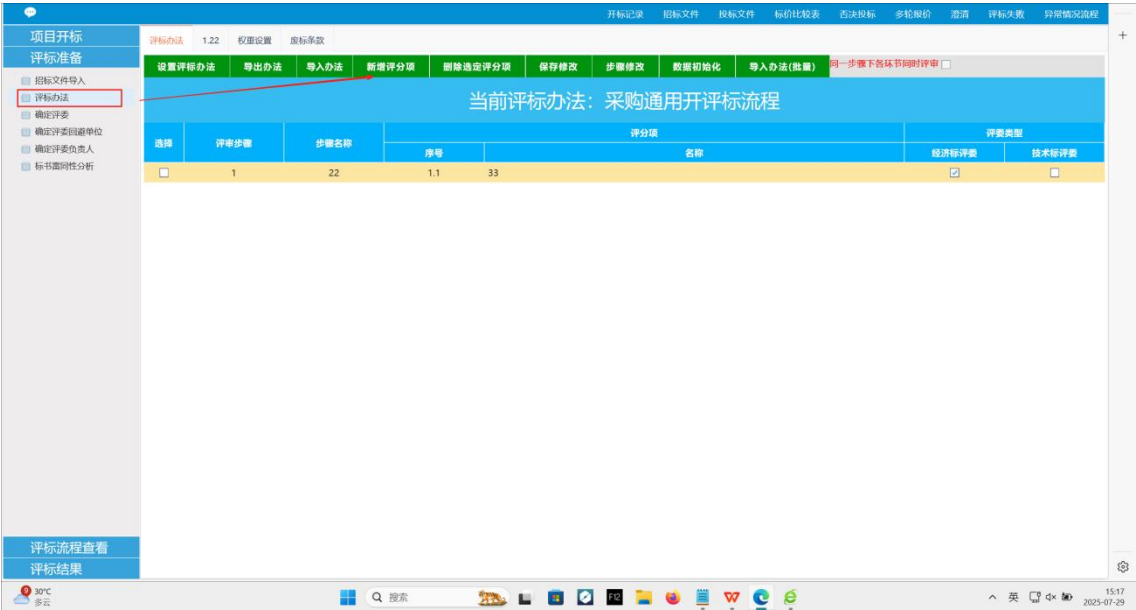 开标记录 招标文件 投标文件 标价比较表 否决投标 多轮报价 澄清 评标失败 异常情况流程
项目开标
评标准备
招标文件导入
评标办法
确定评委
确定评委回避单位
确定评委负责人
标书雷同性分析
评标流程查看
评标结果
评标办法 1.22 权重设置 废标条款
设置评标办法 导出办法 导入办法 新增评分项 删除选定评分项 保存修改 步骤修改 数据初始化 导入办法(批量) 同一步骤下各环节同时评审
当前评标办法：采购通用开评标流程
选择 评审步骤 步骤名称 评分项 评委类型
序号 名称 经济标评委 技术标评委
1 22 1.1 33
9 30°C
多云
搜索
F12
英
15:17
2025-07-29